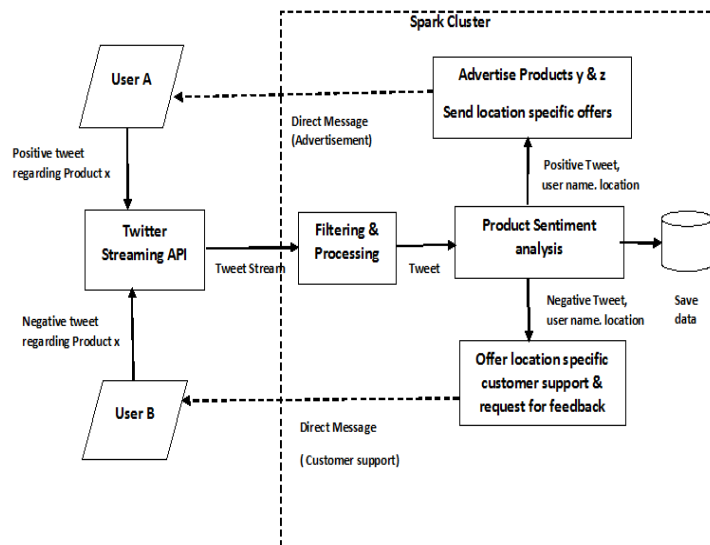 Spark Cluster
User A
Advertise Products y & z
Send location specific offers
Direct Message
(Advertisement)
Positive tweet
regarding Product x
Positive Tweet,
user name. location
Twitter
Streaming API
Tweet Stream
Filtering &
Processing
Tweet
Product Sentiment
analysis
Save
data
Negative tweet
regarding Product x
Negative Tweet,
user name. location
Offer location specific
customer support &
request for feedback
User B
Direct Message
( Customer support)